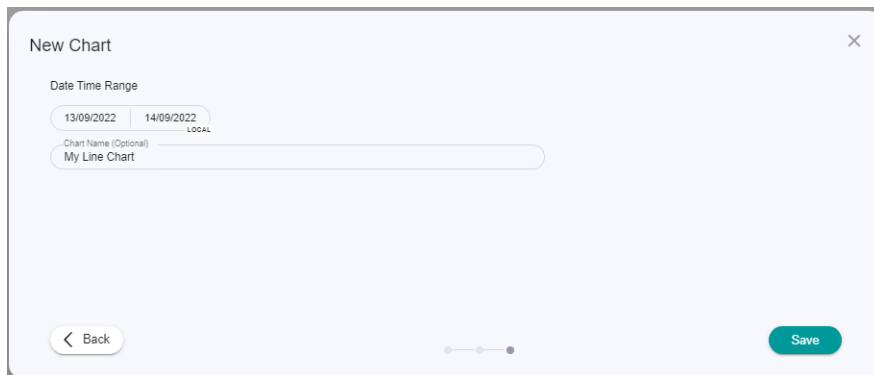 New Chart
Date Time Range
13/09/2022 14/09/2022
LOCAL
Chart Name (Optional)
My Line Chart
Back
Save